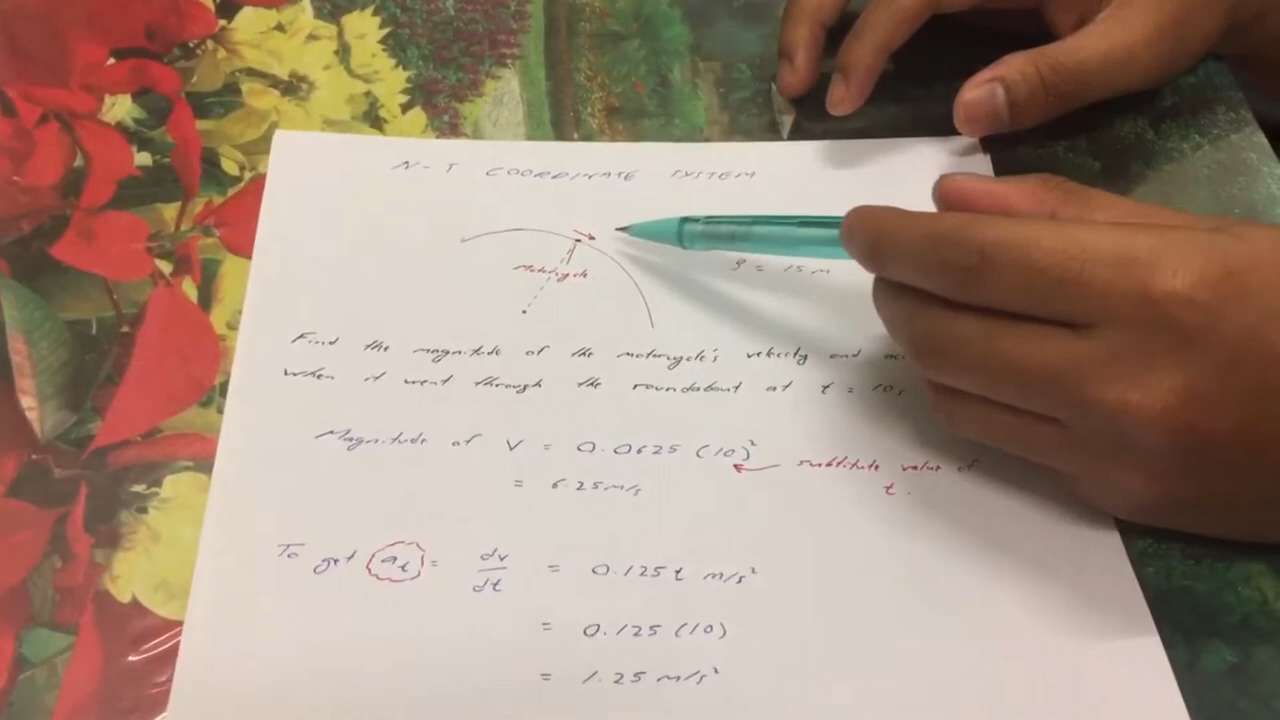 N-T COORDINATE SYSTEM
Motorcycle
ρ = 15 m
Find the magnitude of the motorcycle's velocity and
when it went through the roundabout at t = 10s
Magnitude of V = 0.0625 (10)²
substitute value of
t.
= 6.25 m/s
To get aₜ = dv/dt = 0.125t m/s²
= 0.125 (10)
= 1.25 m/s²